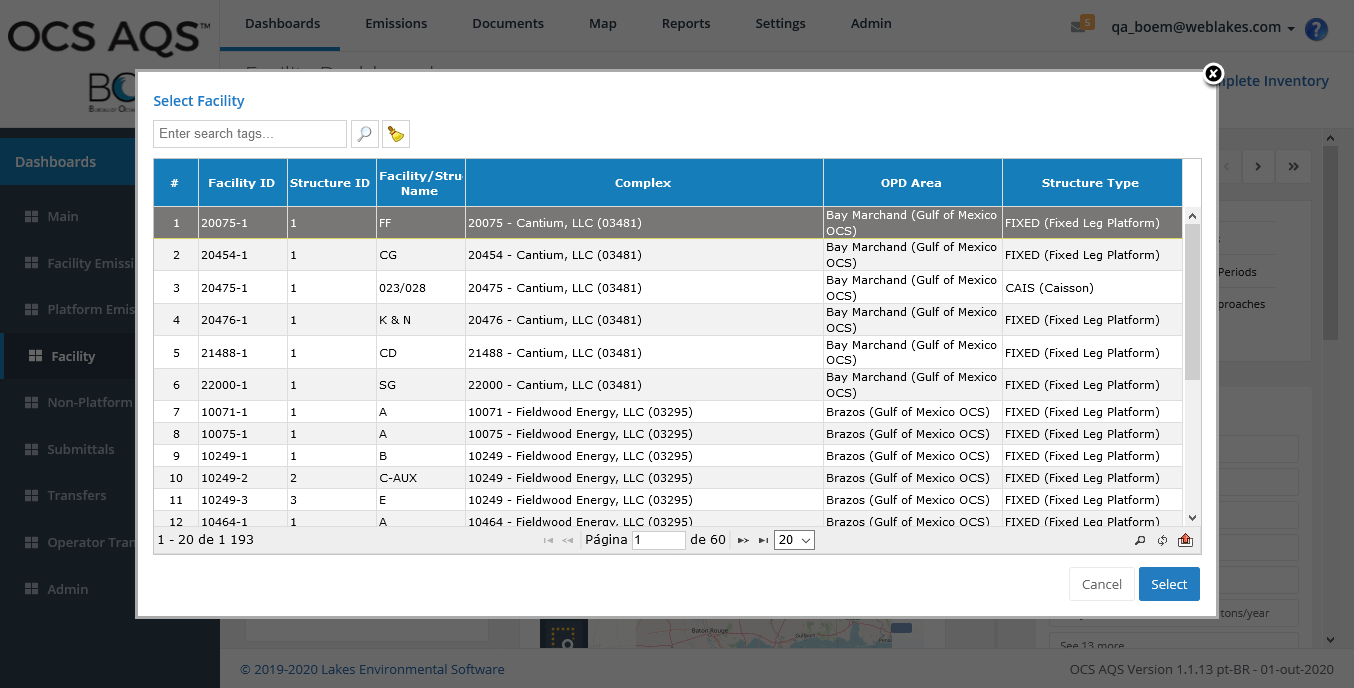 OCS AQS™
Dashboards Emissions Documents Map Reports Settings Admin
5 qa_boem@weblakes.com ?
Select Facility
Enter search tags...
Dashboards
Main
Facility Emissi
Platform Emis
Facility
Non-Platform
Submittals
Transfers
Operator Tran
Admin
# Facility ID Structure ID Facility/Stru Name Complex OPD Area Structure Type
1 20075-1 1 FF 20075 - Cantium, LLC (03481) Bay Marchand (Gulf of Mexico OCS) FIXED (Fixed Leg Platform)
2 20454-1 1 CG 20454 - Cantium, LLC (03481) Bay Marchand (Gulf of Mexico OCS) FIXED (Fixed Leg Platform)
3 20475-1 1 023/028 20475 - Cantium, LLC (03481) Bay Marchand (Gulf of Mexico OCS) CAIS (Caisson)
4 20476-1 1 K & N 20476 - Cantium, LLC (03481) Bay Marchand (Gulf of Mexico OCS) FIXED (Fixed Leg Platform)
5 21488-1 1 CD 21488 - Cantium, LLC (03481) Bay Marchand (Gulf of Mexico OCS) FIXED (Fixed Leg Platform)
6 22000-1 1 SG 22000 - Cantium, LLC (03481) Bay Marchand (Gulf of Mexico OCS) FIXED (Fixed Leg Platform)
7 10071-1 1 A 10071 - Fieldwood Energy, LLC (03295) Brazos (Gulf of Mexico OCS) FIXED (Fixed Leg Platform)
8 10075-1 1 A 10075 - Fieldwood Energy, LLC (03295) Brazos (Gulf of Mexico OCS) FIXED (Fixed Leg Platform)
9 10249-1 1 B 10249 - Fieldwood Energy, LLC (03295) Brazos (Gulf of Mexico OCS) FIXED (Fixed Leg Platform)
10 10249-2 2 C-AUX 10249 - Fieldwood Energy, LLC (03295) Brazos (Gulf of Mexico OCS) FIXED (Fixed Leg Platform)
11 10249-3 3 E 10249 - Fieldwood Energy, LLC (03295) Brazos (Gulf of Mexico OCS) FIXED (Fixed Leg Platform)
12 10464-1 1 A 10464 - Fieldwood Energy, LLC (03295) Brazos (Gulf of Mexico OCS) FIXED (Fixed Leg Platform)
1 - 20 de 1 193 Página 1 de 60 20
Cancel Select
plete Inventory
Periods
proaches
tons/year
See 13 more
Baton Rouge
Gulfport
© 2019-2020 Lakes Environmental Software
OCS AQS Version 1.1.13 pt-BR - 01-out-2020